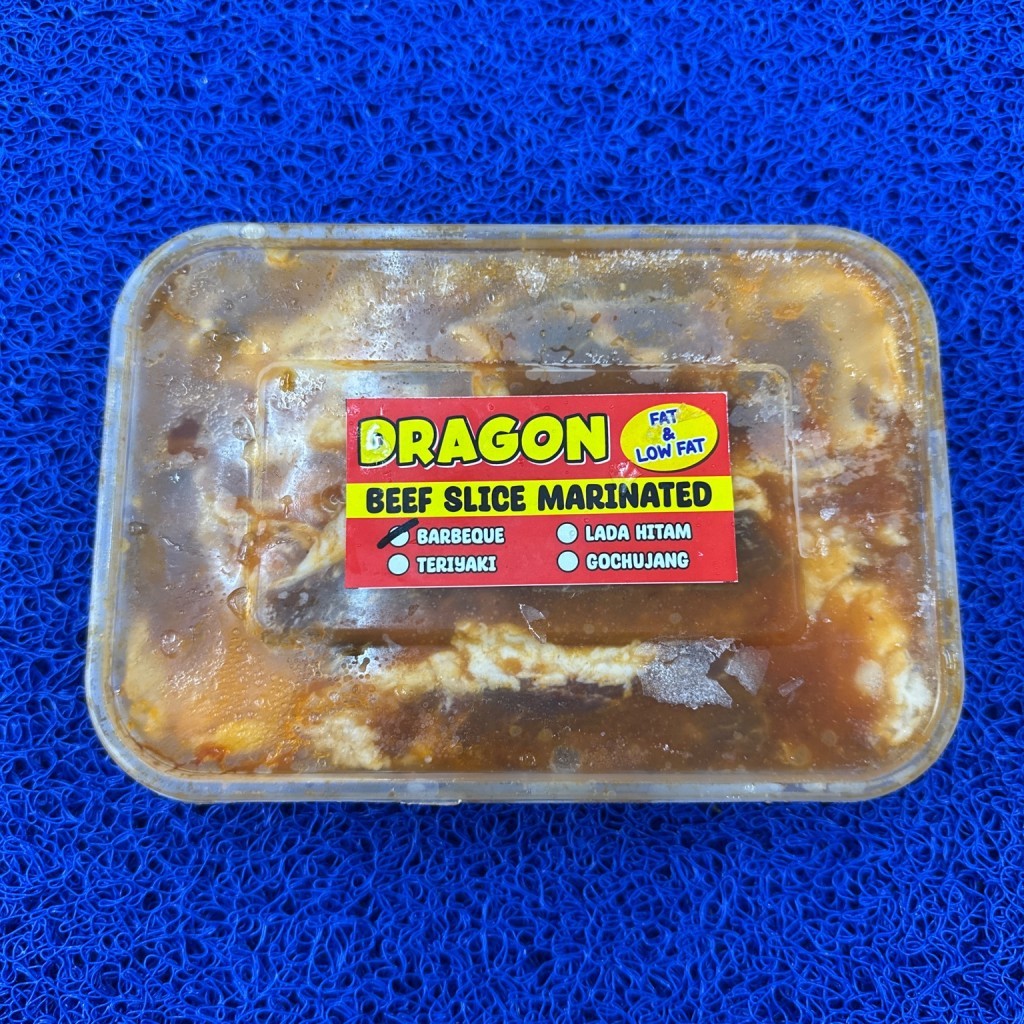 DRAGON
FAT
&
LOW FAT
BEEF SLICE MARINATED
BARBEQUE
LADA HITAM
TERIYAKI
GOCHUJANG